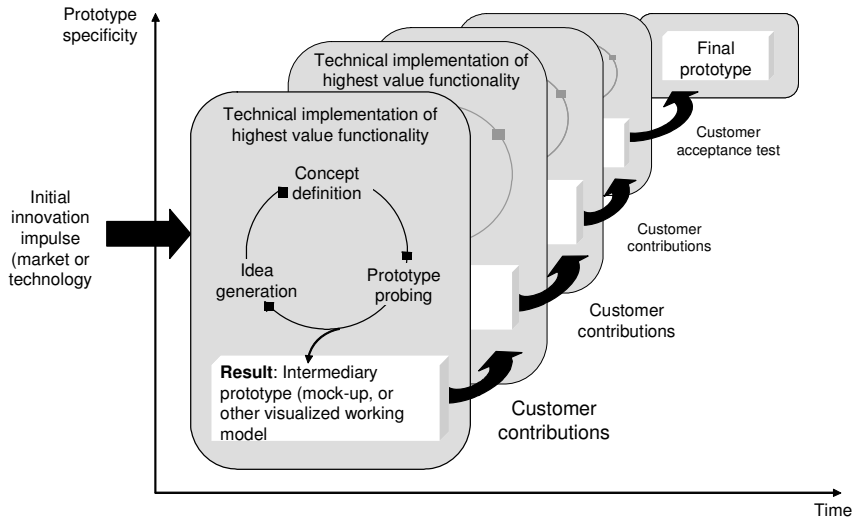 Prototype
specificity
Technical implementation of
highest value functionality
Final
prototype
Technical implementation of
highest value functionality
Customer
acceptance test
Concept
definition
Initial
innovation
impulse
(market or
technology
Customer
contributions
Idea
generation
Prototype
probing
Customer
contributions
Result: Intermediary
prototype (mock-up, or
other visualized working
model
Customer
contributions
Time